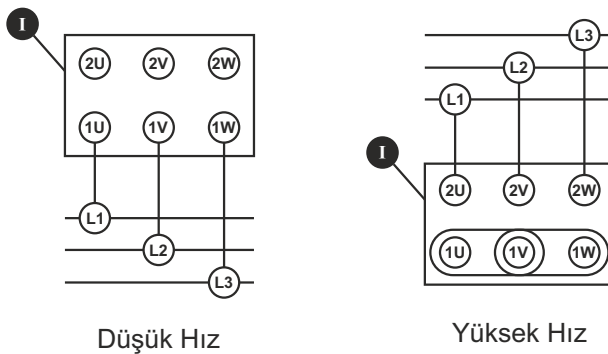 I
2U 2V 2W
1U 1V 1W
L1
L2
L3
Düşük Hız
L3
L2
L1
I
2U 2V 2W
1U 1V 1W
Yüksek Hız